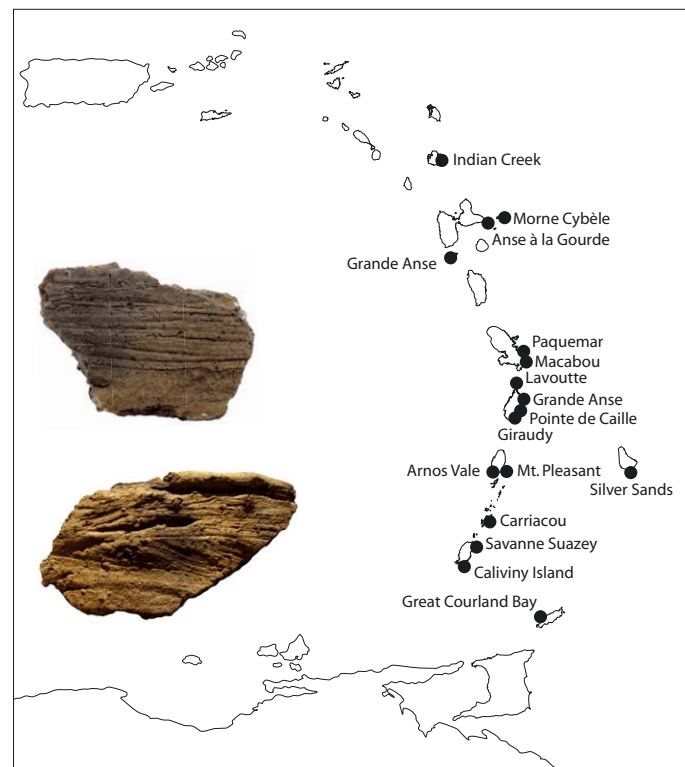 Indian Creek
Morne Cybèle
Anse à la Gourde
Grande Anse
Paquemar
Macabou
Lavoutte
Grande Anse
Pointe de Caille
Giraudy
Arnos Vale
Mt. Pleasant
Silver Sands
Carriacou
Savanne Suazey
Caliviny Island
Great Courland Bay